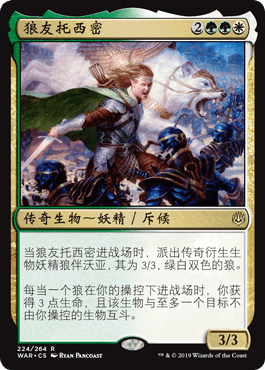 狼友托西密 2
传奇生物～妖精／斥候
当狼友托西密进战场时，派出传奇衍生生
物妖精狼伴沃亚，其为 3/3，绿白双色的狼。
每当一个狼在你的操控下进战场时，你获
得 3 点生命，且该生物与至多一个目标不
由你操控的生物互斗。
3/3
224/264 R
WAR • CS RYAN PANCOAST
™ & © 2019 Wizards of the Coast